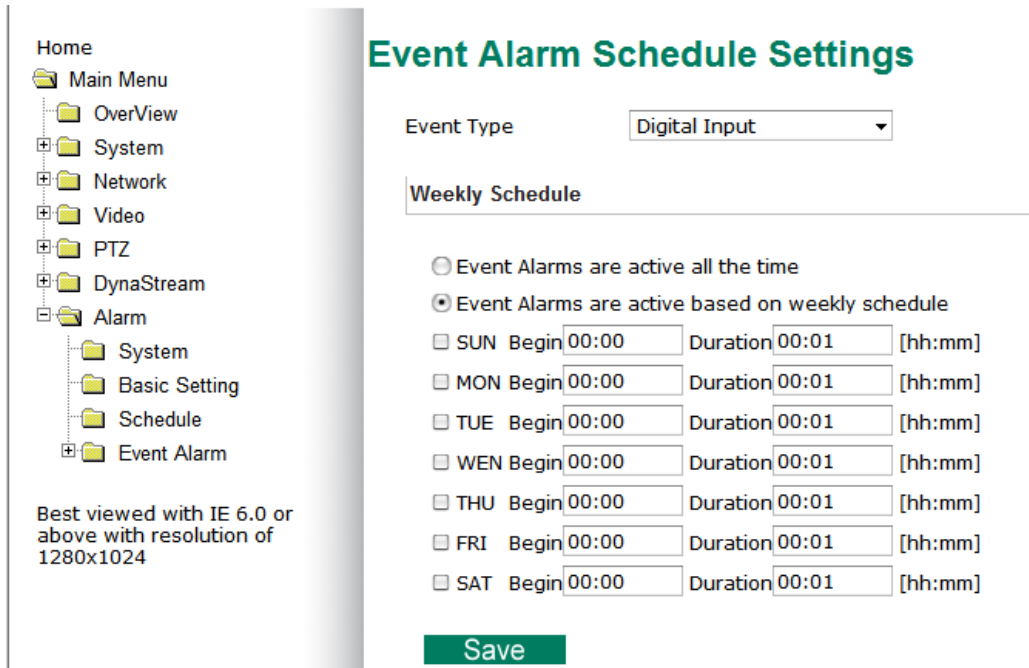 Home
Main Menu
OverView
System
Network
Video
PTZ
DynaStream
Alarm
System
Basic Setting
Schedule
Event Alarm
Best viewed with IE 6.0 or
above with resolution of
1280x1024
Event Alarm Schedule Settings
Event Type Digital Input
Weekly Schedule
Event Alarms are active all the time
Event Alarms are active based on weekly schedule
SUN Begin 00:00 Duration 00:01 [hh:mm]
MON Begin 00:00 Duration 00:01 [hh:mm]
TUE Begin 00:00 Duration 00:01 [hh:mm]
WEN Begin 00:00 Duration 00:01 [hh:mm]
THU Begin 00:00 Duration 00:01 [hh:mm]
FRI Begin 00:00 Duration 00:01 [hh:mm]
SAT Begin 00:00 Duration 00:01 [hh:mm]
Save